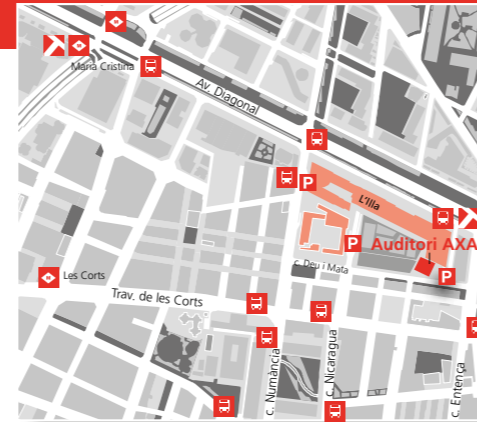 Maria Cristina
Av. Diagonal
L'Illa
P
P
Auditori AXA
c. Deu i Mata
P
Les Corts
Trav. de les Corts
c. Numància
c. Nicaragua
c. Entença